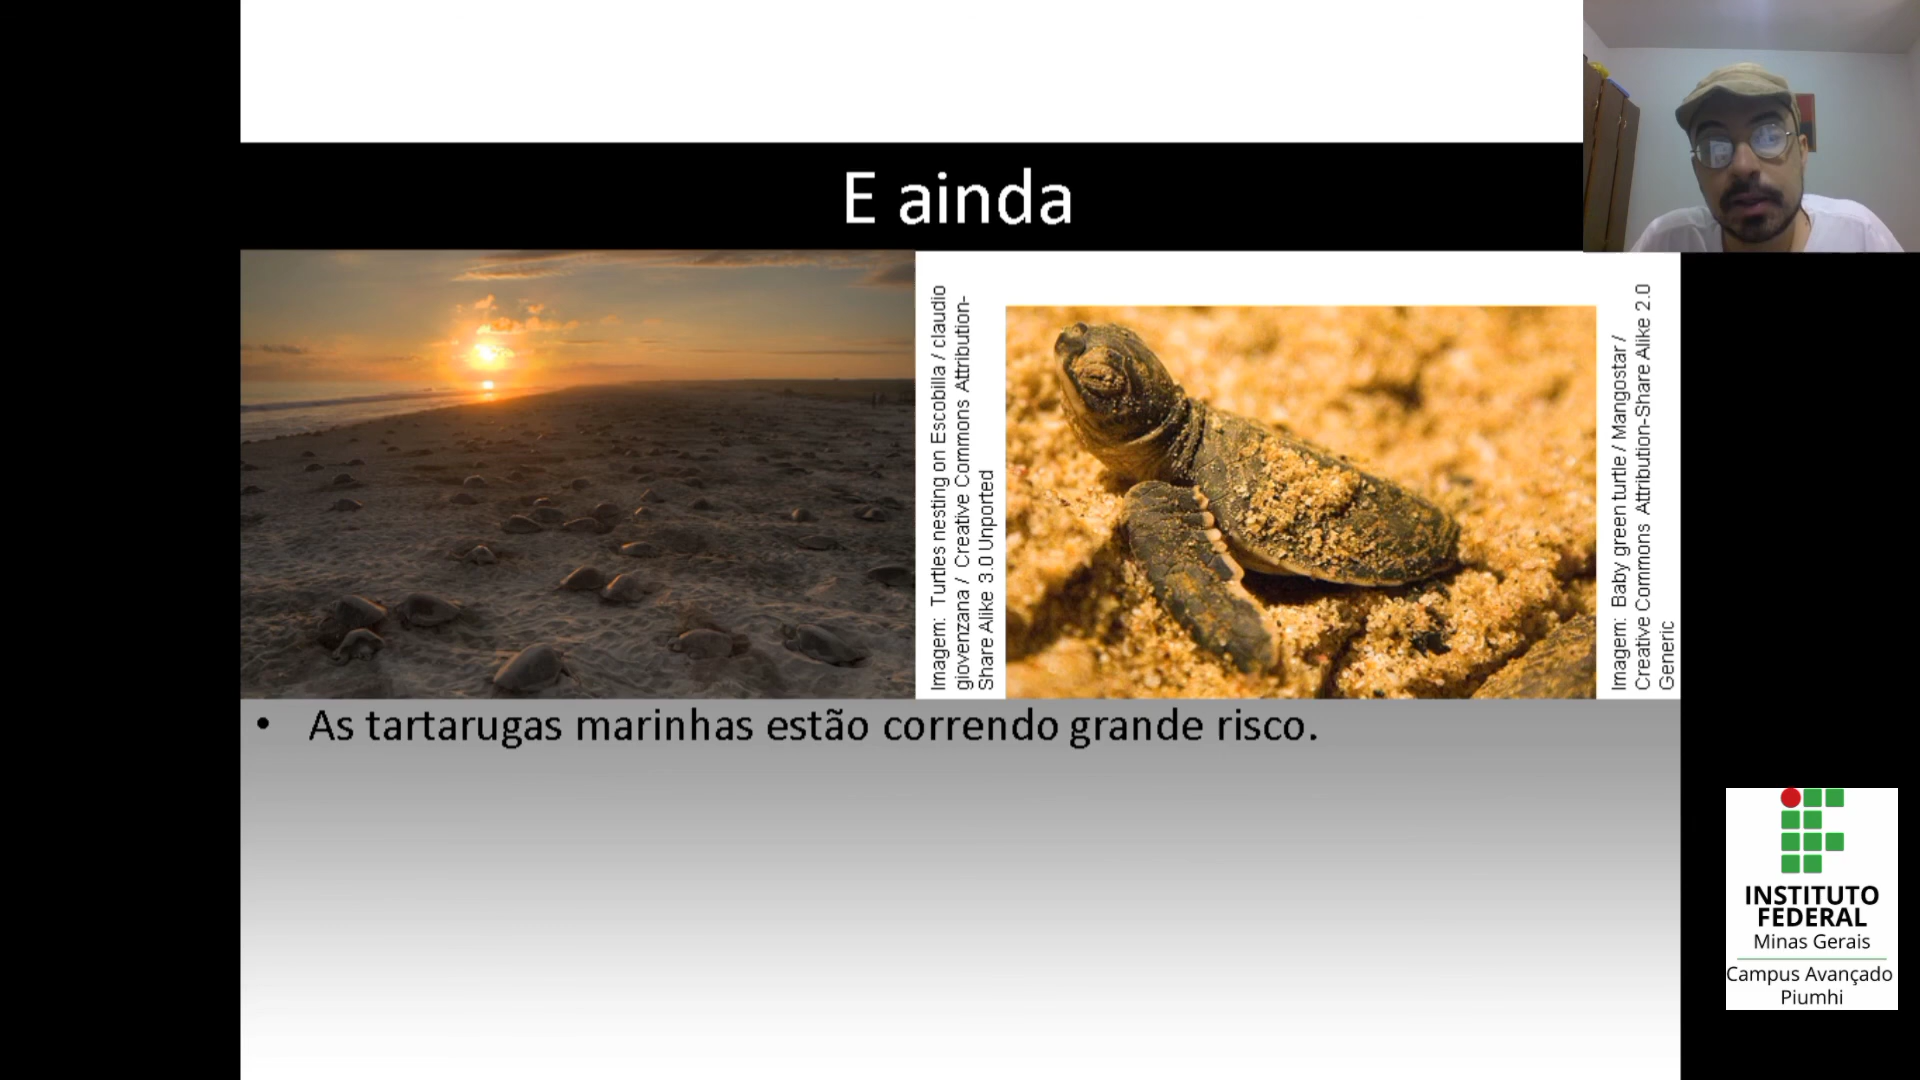 E ainda
Imagem: Turtles nesting on Escobilla / claudio
giovenzana / Creative Commons Attribution-
Share Alike 3.0 Unported
Imagem: Baby green turtle / Mangostar /
Creative Commons Attribution-Share Alike 2.0
Generic
• As tartarugas marinhas estão correndo grande risco.
INSTITUTO
FEDERAL
Minas Gerais
Campus Avançado
Piumhi